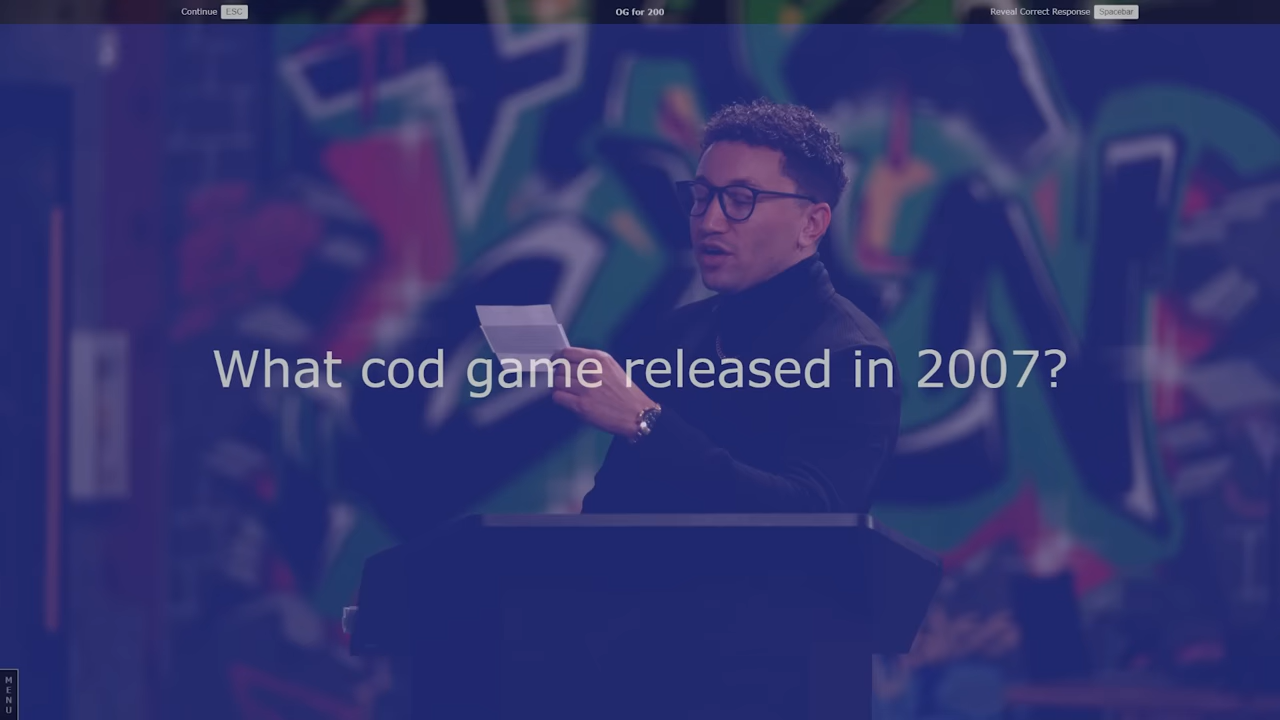 Continue ESC
OG for 200
Reveal Correct Response Spacebar
What cod game released in 2007?
MENU